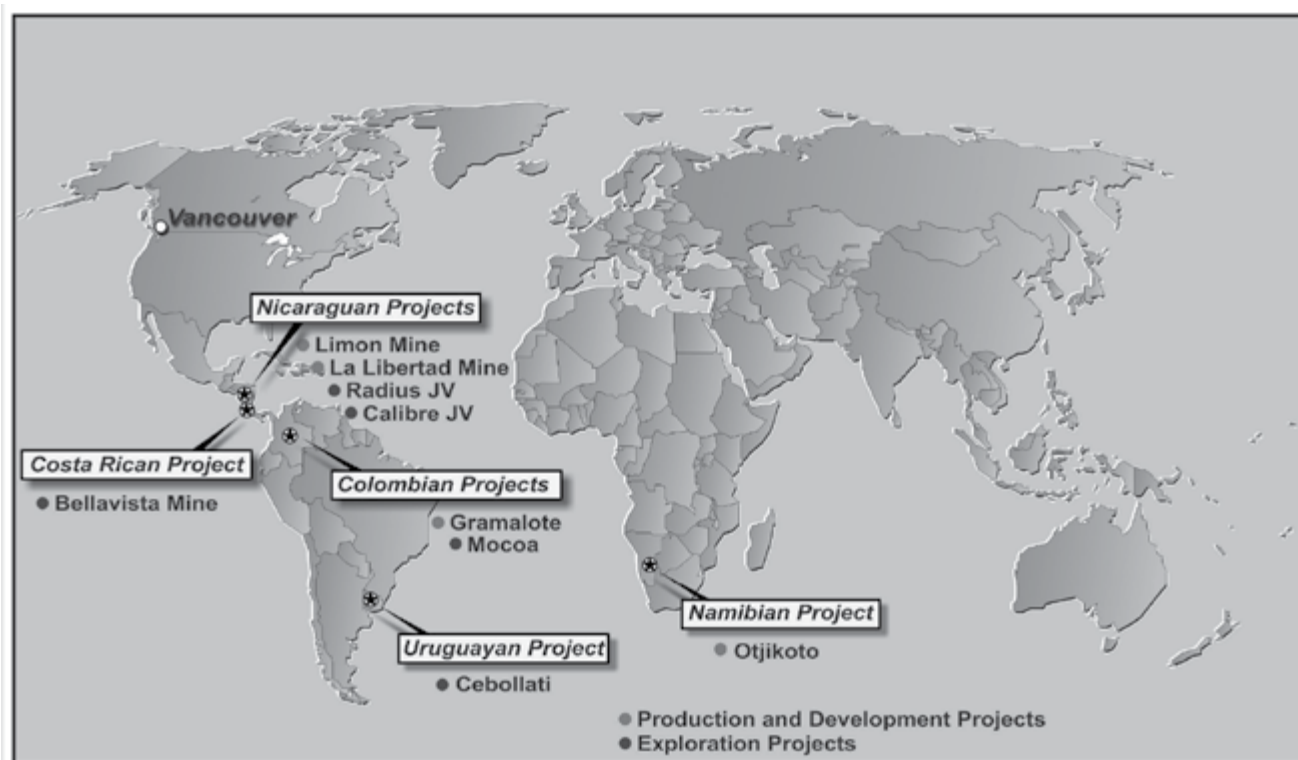 Vancouver
Nicaraguan Projects
Limon Mine
La Libertad Mine
Radius JV
Calibre JV
Costa Rican Project
Bellavista Mine
Colombian Projects
Gramalote
Mocoa
Namibian Project
Otjikoto
Uruguayan Project
Cebollati
Production and Development Projects
Exploration Projects